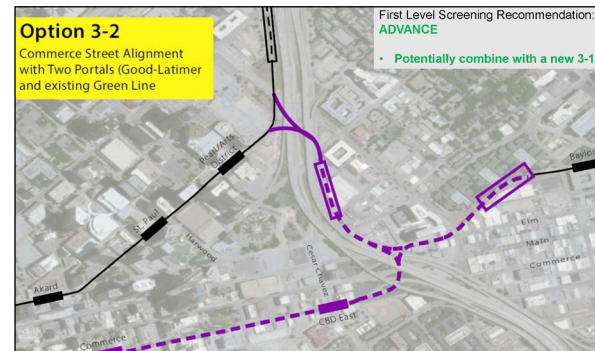 Option 3-2
Commerce Street Alignment
with Two Portals (Good-Latimer
and existing Green Line
First Level Screening Recommendation:
ADVANCE
• Potentially combine with a new 3-1
Pearl/Arts
District
St. Paul
Harwood
Akard
Cesar Chavez
CBD East
Commerce
Baylor
Elm
Main
Commerce